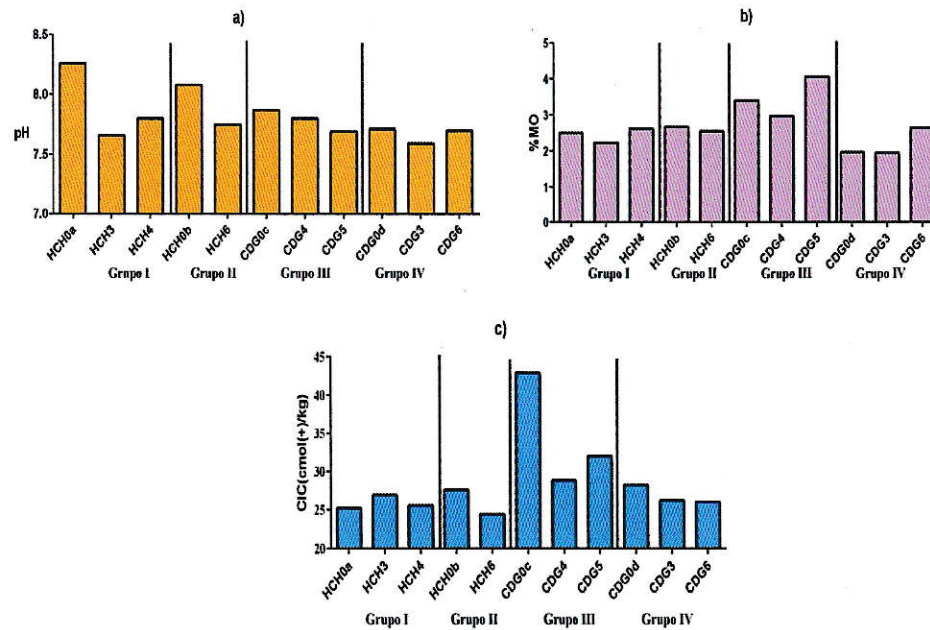 a)
8.5
8.0
7.5
7.0
pH
HCH0a HCH3 HCH4 HCH0b HCH6 CDG0c CDG4 CDG5 CDG0d CDG3 CDG6
Grupo I Grupo II Grupo III Grupo IV
b)
5
4
3
2
1
0
%MO
HCH0a HCH3 HCH4 HCH0b HCH6 CDG0c CDG4 CDG5 CDG0d CDG3 CDG6
Grupo I Grupo II Grupo III Grupo IV
c)
45
40
35
30
25
20
CIC(cmol(+)/kg)
HCH0a HCH3 HCH4 HCH0b HCH6 CDG0c CDG4 CDG5 CDG0d CDG3 CDG6
Grupo I Grupo II Grupo III Grupo IV